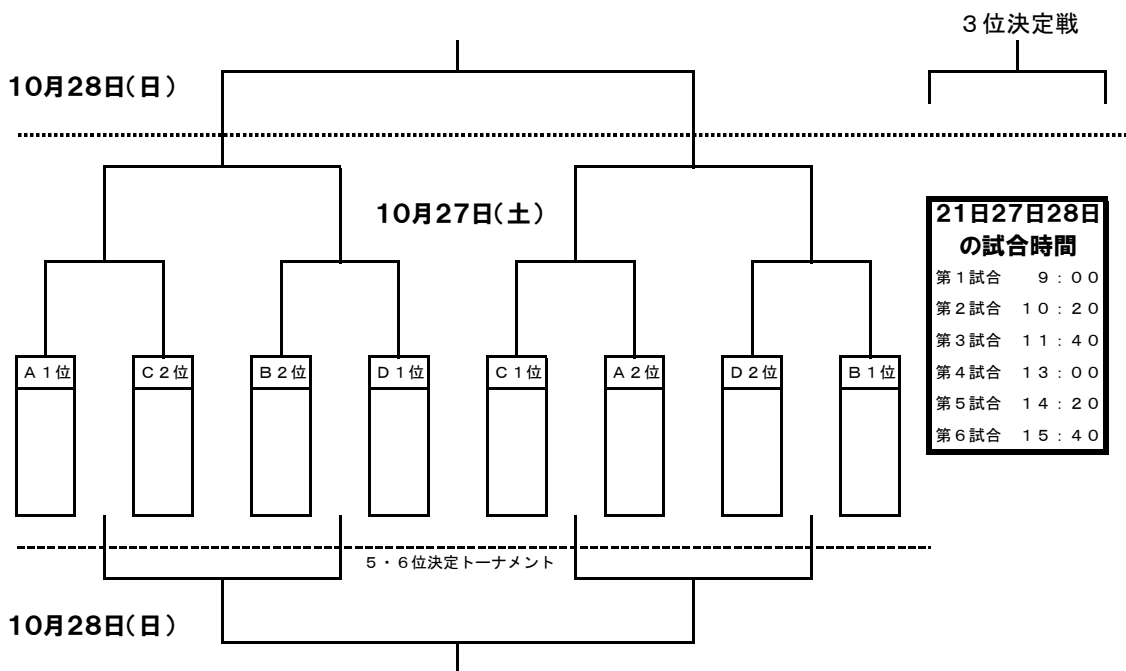 ３位決定戦
10月28日(日)
10月27日(土)
21日27日28日
の試合時間
第１試合　９：００
第２試合　１０：２０
第３試合　１１：４０
第４試合　１３：００
第５試合　１４：２０
第６試合　１５：４０
Ａ１位　Ｃ２位　Ｂ２位　Ｄ１位　Ｃ１位　Ａ２位　Ｄ２位　Ｂ１位
５・６位決定トーナメント
10月28日(日)